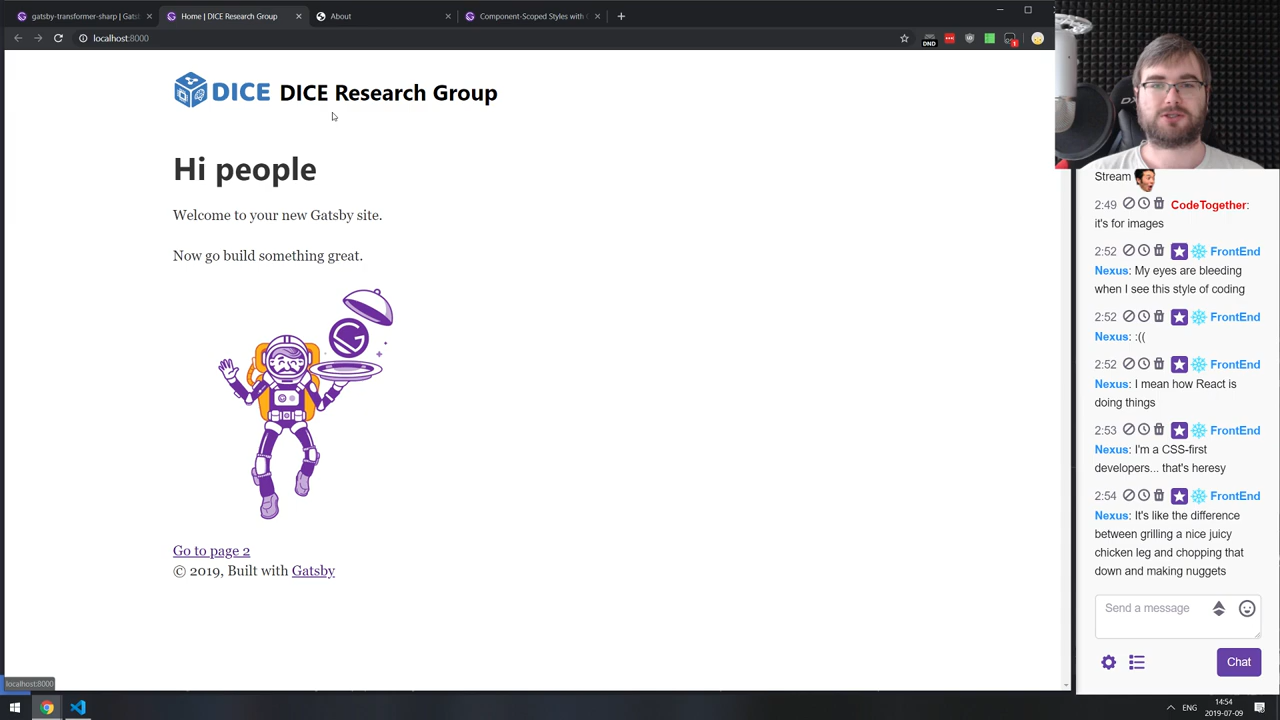 gatsby-transformer-sharp | Gats
Home | DICE Research Group
About
Component-Scoped Styles with
localhost:8000
DND
1
DICE DICE Research Group
Hi people
Welcome to your new Gatsby site.
Now go build something great.
Go to page 2
© 2019, Built with Gatsby
localhost:8000
DX
Stream
2:49 CodeTogether:
it's for images
2:52 FrontEnd
Nexus: My eyes are bleeding
when I see this style of coding
2:52 FrontEnd
Nexus: :((
2:52 FrontEnd
Nexus: I mean how React is
doing things
2:53 FrontEnd
Nexus: I'm a CSS-first
developers... that's heresy
2:54 FrontEnd
Nexus: It's like the difference
between grilling a nice juicy
chicken leg and chopping that
down and making nuggets
Send a message
Chat
ENG
14:54
2019-07-09